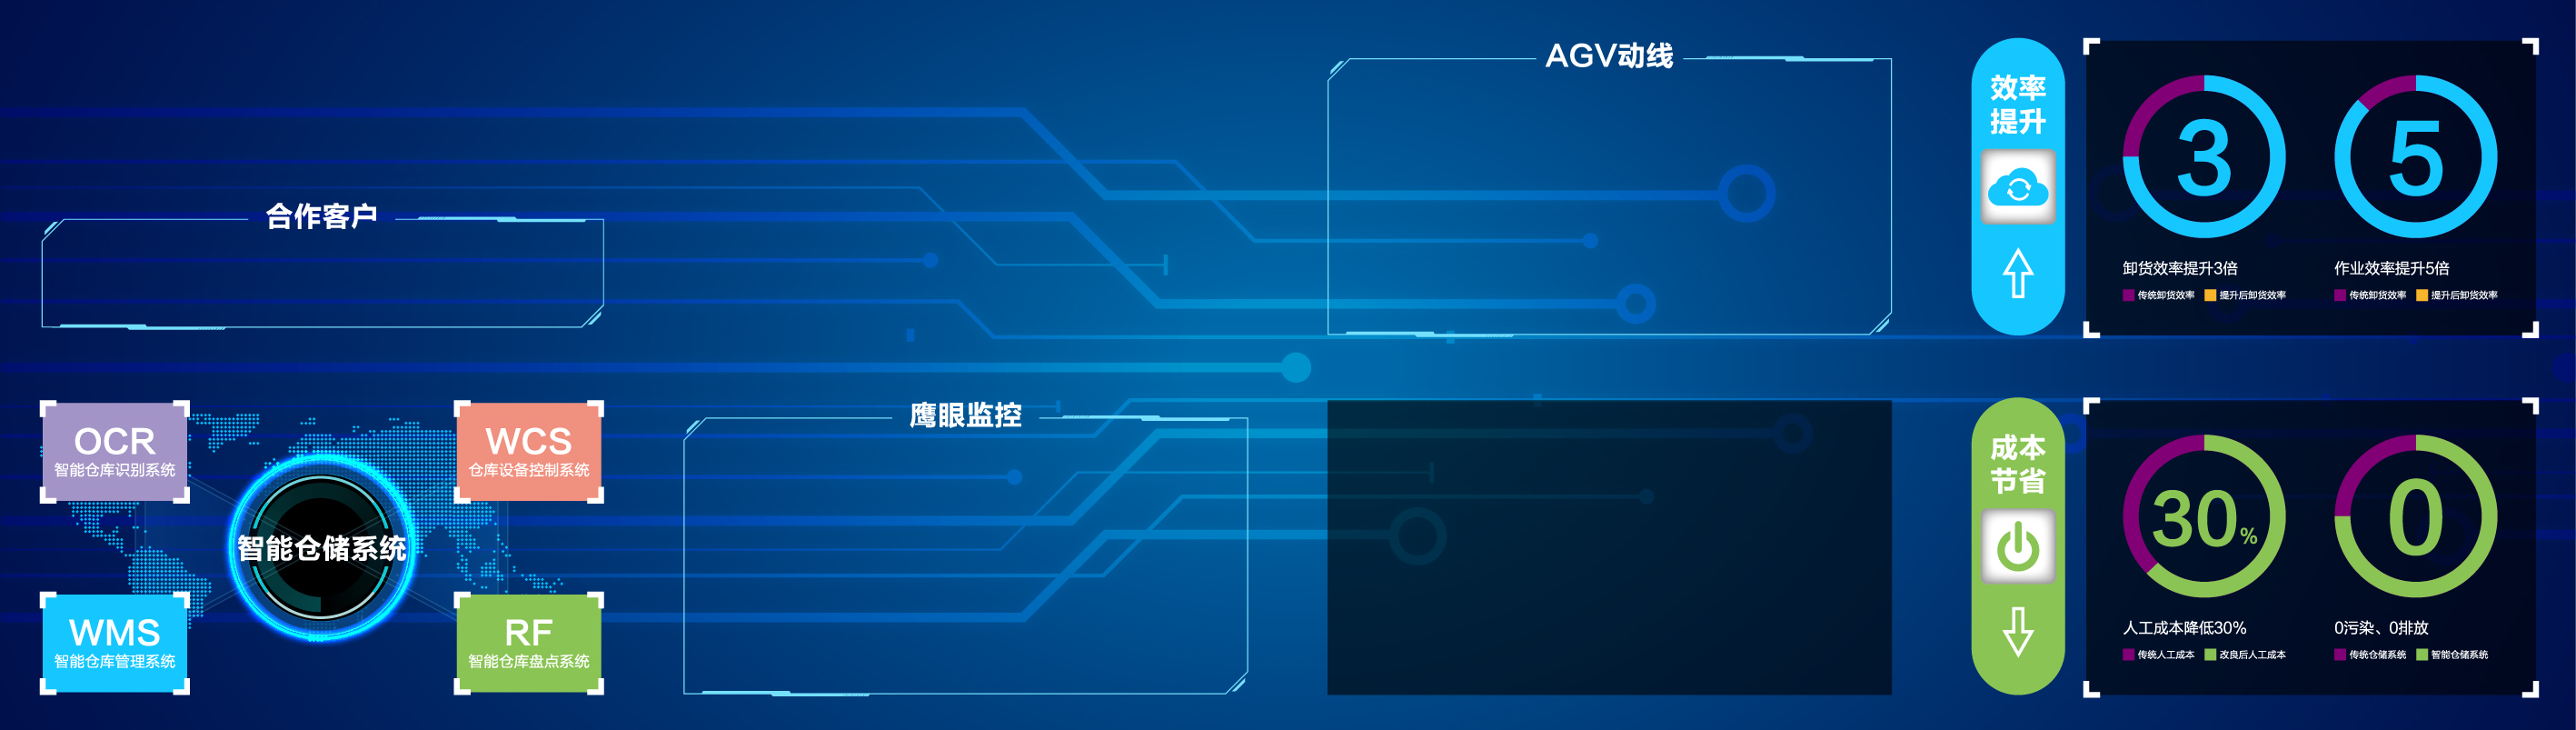 合作客户
OCR
智能仓库识别系统
WCS
仓库设备控制系统
智能仓储系统
WMS
智能仓库管理系统
RF
智能仓库盘点系统
鹰眼监控
AGV动线
效率
提升
3
卸货效率提升3倍
传统卸货效率 提升后卸货效率
5
作业效率提升5倍
传统卸货效率 提升后卸货效率
成本
节省
30%
人工成本降低30%
传统人工成本 改良后人工成本
0
0污染、0排放
传统仓储系统 智能仓储系统